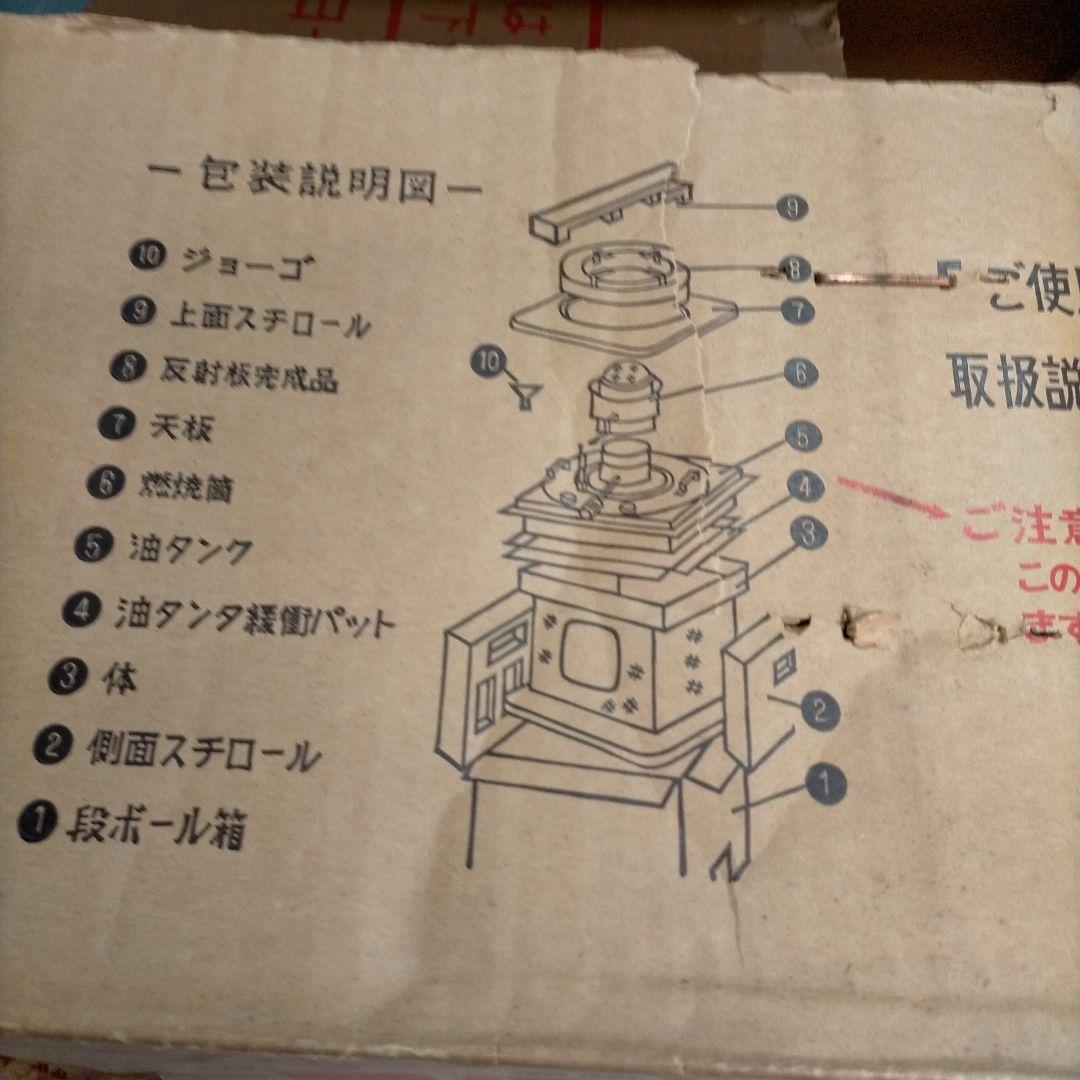 ー包装説明図ー
10 ジョーゴ
9 上面スチロール
8 反射板完成品
7 天板
6 燃焼筒
5 油タンク
4 油タンタ緩衝パット
3 体
2 側面スチロール
1 段ボール箱
9
8
7
10
6
5
4
3
2
1
「ご使
取扱説
ご注意
この
ます